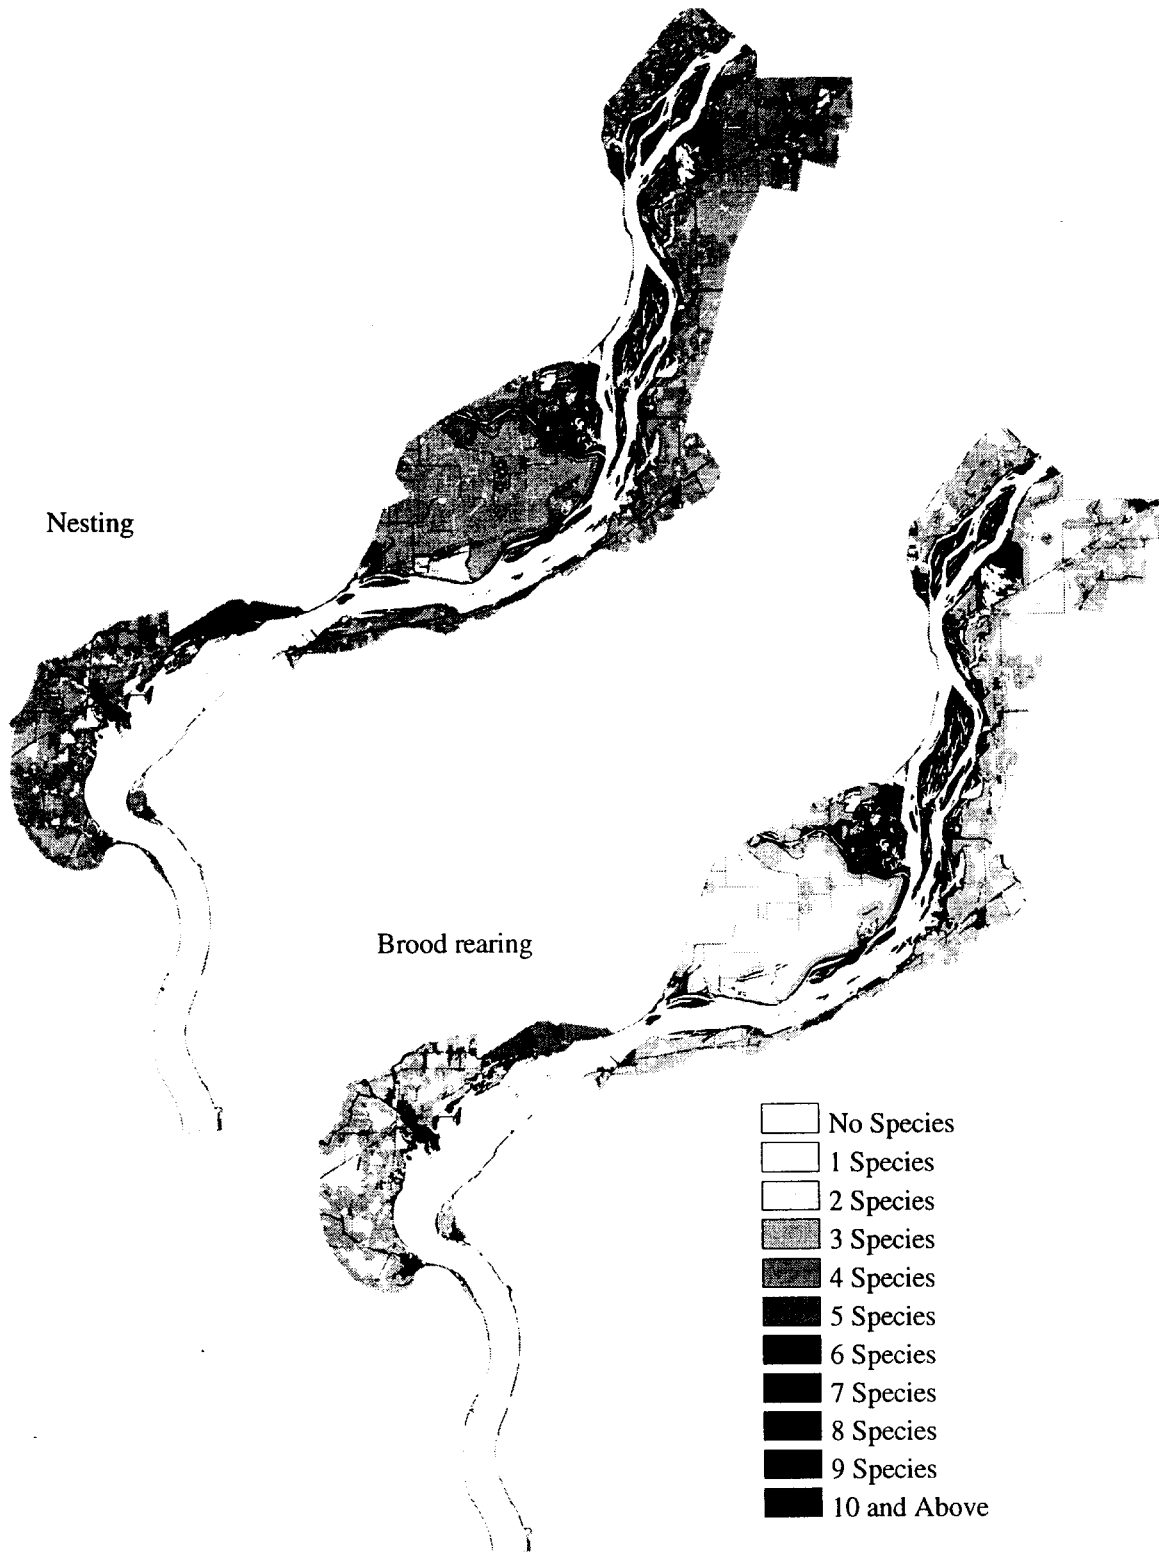 Nesting
Brood rearing
No Species
1 Species
2 Species
3 Species
4 Species
5 Species
6 Species
7 Species
8 Species
9 Species
10 and Above